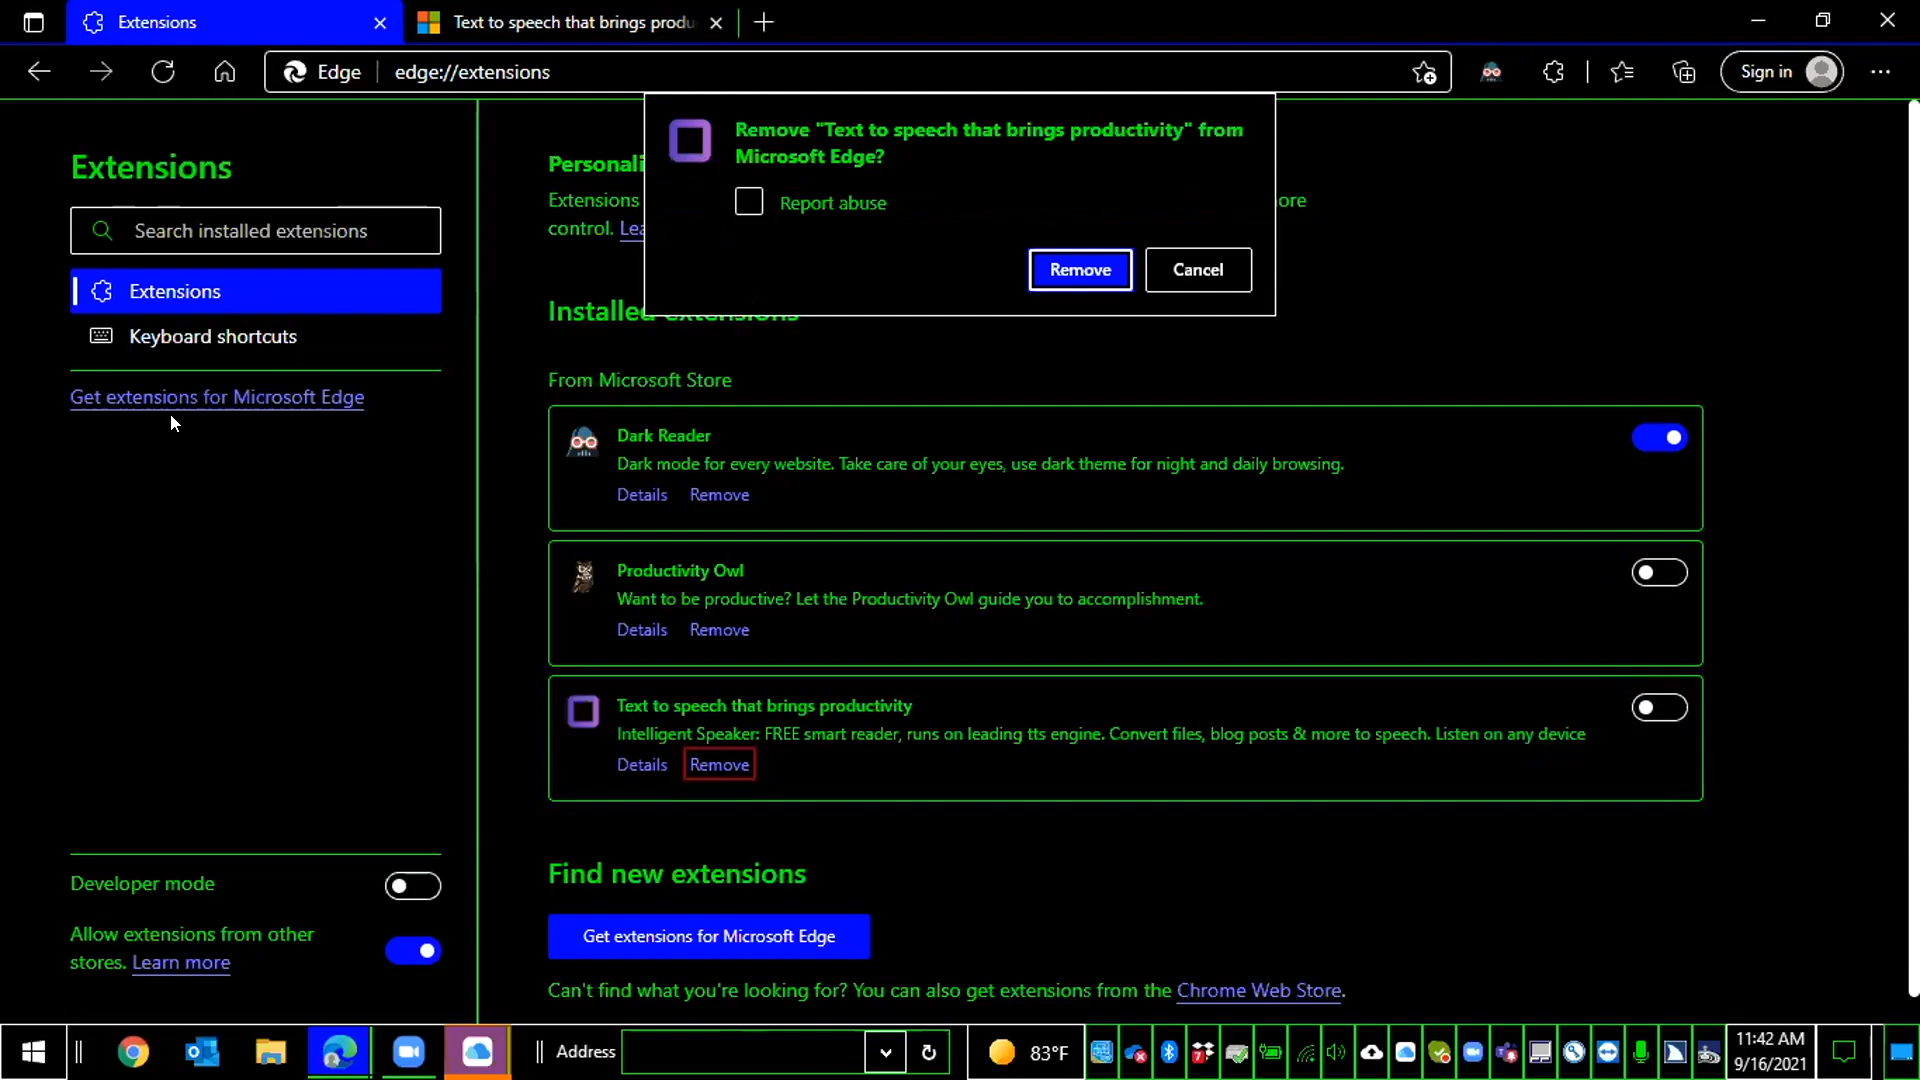 Extensions
Text to speech that brings produ
Edge
edge://extensions
Sign in
Extensions
Search installed extensions
Extensions
Keyboard shortcuts
Get extensions for Microsoft Edge
Developer mode
Allow extensions from other
stores. Learn more
Remove "Text to speech that brings productivity" from
Microsoft Edge?
Report abuse
Remove
Cancel
Personali
Extensions
ore
control. Lea
Installed extensions
From Microsoft Store
Dark Reader
Dark mode for every website. Take care of your eyes, use dark theme for night and daily browsing.
Details Remove
Productivity Owl
Want to be productive? Let the Productivity Owl guide you to accomplishment.
Details Remove
Text to speech that brings productivity
Intelligent Speaker: FREE smart reader, runs on leading tts engine. Convert files, blog posts & more to speech. Listen on any device
Details Remove
Find new extensions
Get extensions for Microsoft Edge
Can't find what you're looking for? You can also get extensions from the Chrome Web Store.
Address
83°F
11:42 AM
9/16/2021